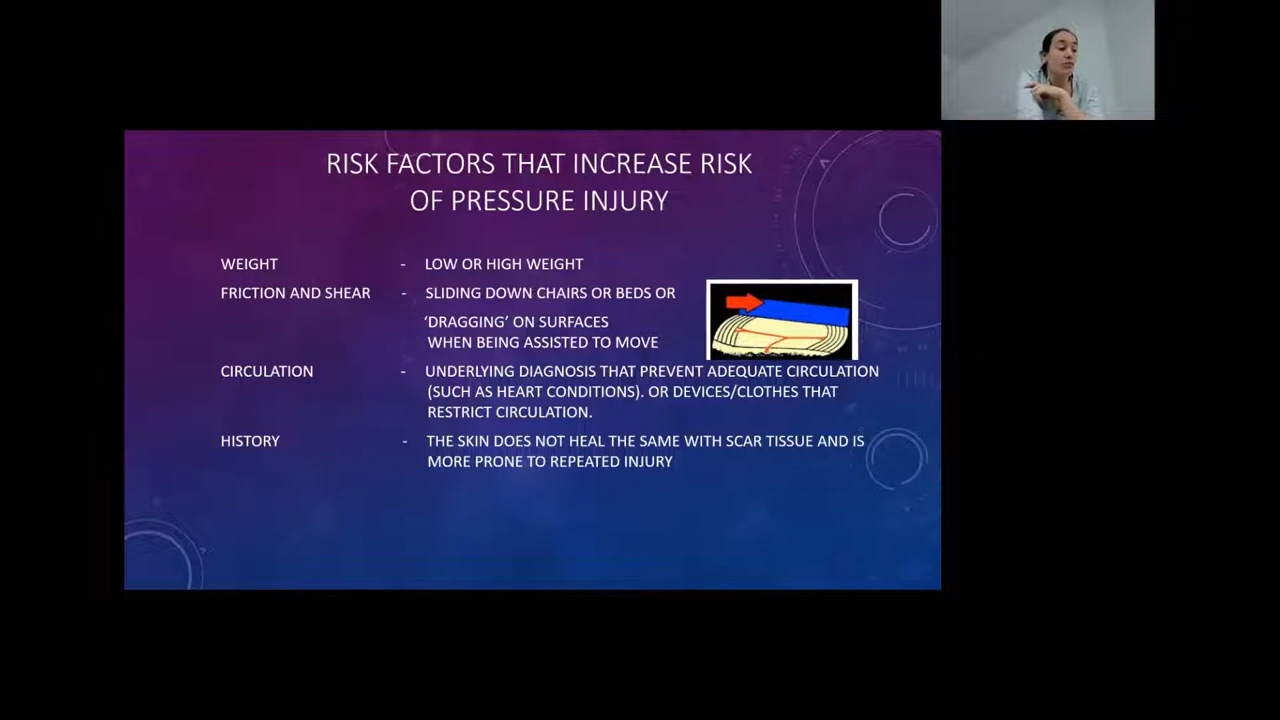 RISK FACTORS THAT INCREASE RISK
OF PRESSURE INJURY
WEIGHT - LOW OR HIGH WEIGHT
FRICTION AND SHEAR - SLIDING DOWN CHAIRS OR BEDS OR
‘DRAGGING’ ON SURFACES
WHEN BEING ASSISTED TO MOVE
CIRCULATION - UNDERLYING DIAGNOSIS THAT PREVENT ADEQUATE CIRCULATION
(SUCH AS HEART CONDITIONS). OR DEVICES/CLOTHES THAT
RESTRICT CIRCULATION.
HISTORY - THE SKIN DOES NOT HEAL THE SAME WITH SCAR TISSUE AND IS
MORE PRONE TO REPEATED INJURY